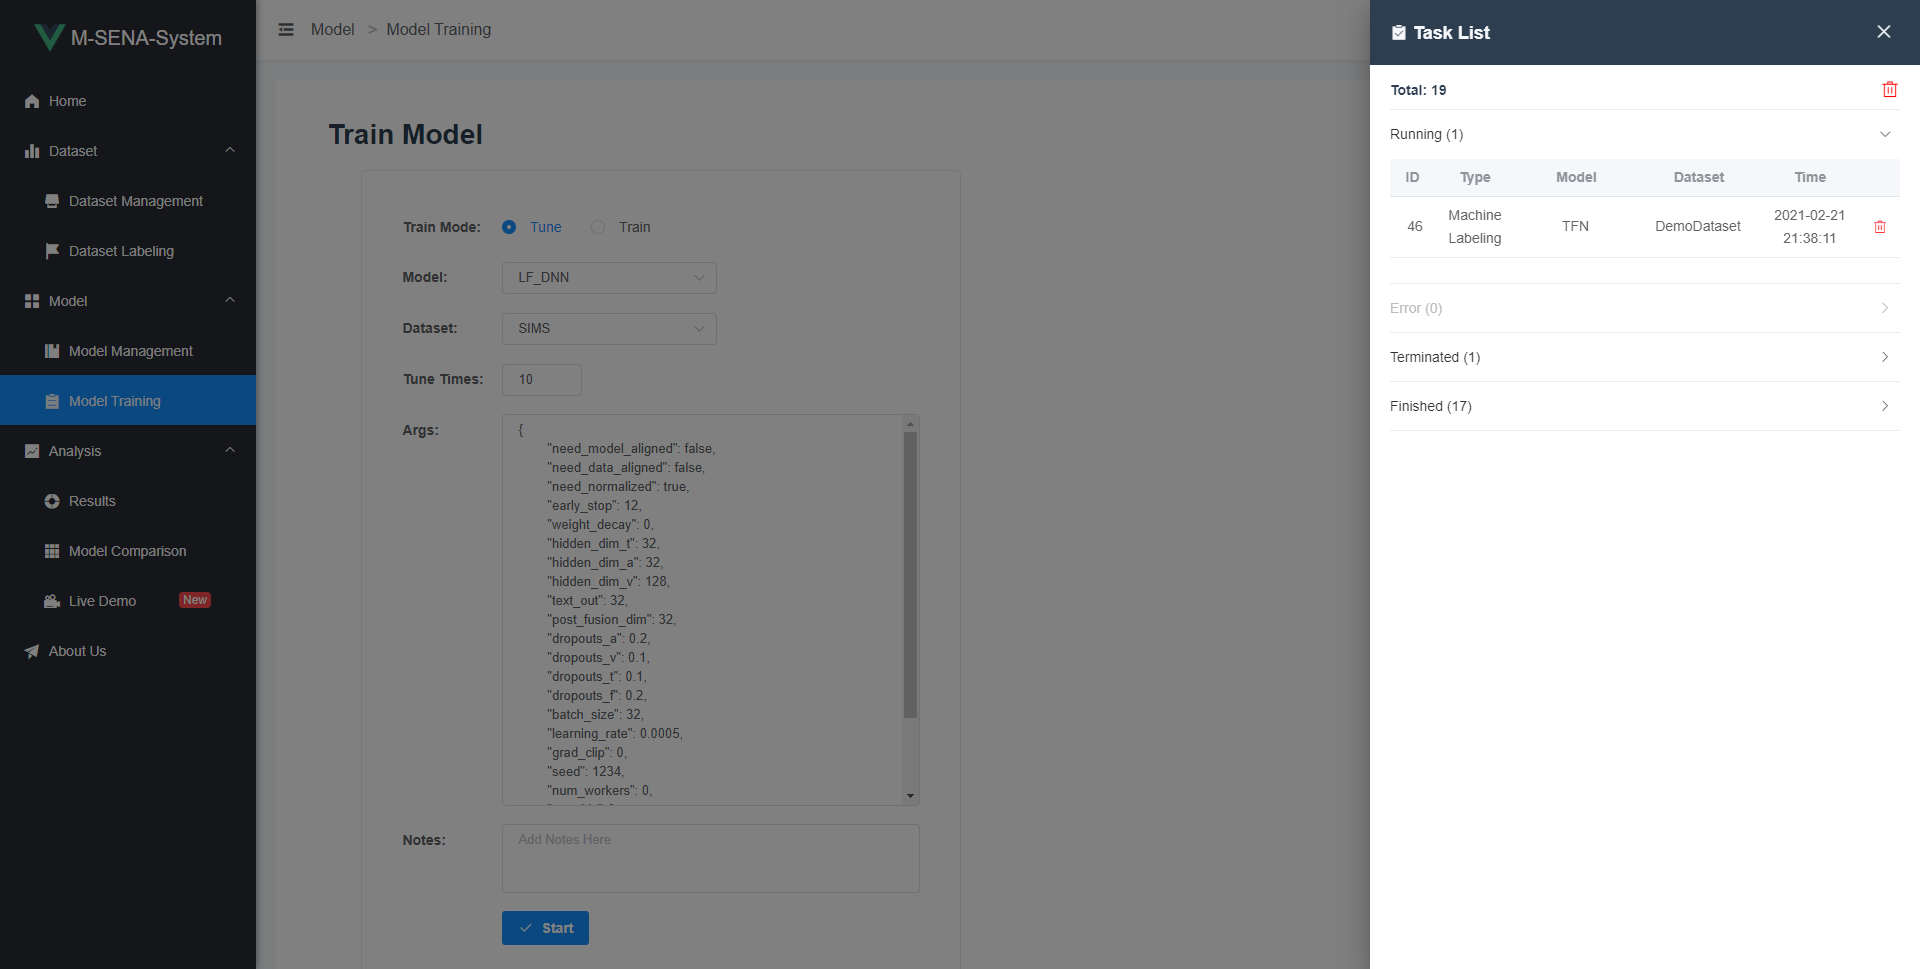 M-SENA-System
Home
Dataset
Dataset Management
Dataset Labeling
Model
Model Management
Model Training
Analysis
Results
Model Comparison
Live Demo New
About Us
Model > Model Training
Train Model
Train Mode: Tune Train
Model: LF_DNN
Dataset: SIMS
Tune Times: 10
Args: {
"need_model_aligned": false,
"need_data_aligned": false,
"need_normalized": true,
"early_stop": 12,
"weight_decay": 0,
"hidden_dim_t": 32,
"hidden_dim_a": 32,
"hidden_dim_v": 128,
"text_out": 32,
"post_fusion_dim": 32,
"dropouts_a": 0.2,
"dropouts_v": 0.1,
"dropouts_t": 0.1,
"dropouts_f": 0.2,
"batch_size": 32,
"learning_rate": 0.0005,
"grad_clip": 0,
"seed": 1234,
"num_workers": 0,
Notes: Add Notes Here
Start
Task List
Total: 19
Running (1)
ID Type Model Dataset Time
46 Machine Labeling TFN DemoDataset 2021-02-21 21:38:11
Error (0)
Terminated (1)
Finished (17)